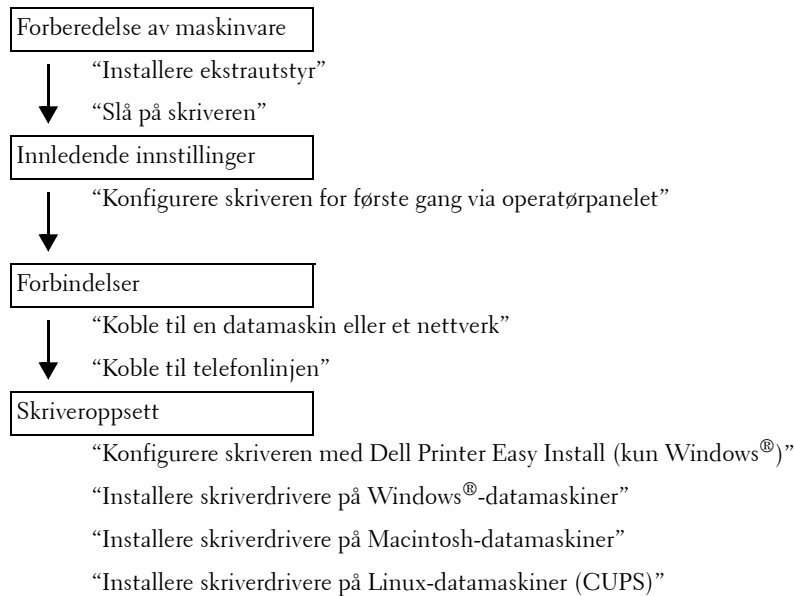 Forberedelse av maskinvare
“Installere ekstrautstyr”
“Slå på skriveren”
Innledende innstillinger
“Konfigurere skriveren for første gang via operatørpanelet”
Forbindelser
“Koble til en datamaskin eller et nettverk”
“Koble til telefonlinjen”
Skriveroppsett
“Konfigurere skriveren med Dell Printer Easy Install (kun Windows®)”
“Installere skriverdrivere på Windows®-datamaskiner”
“Installere skriverdrivere på Macintosh-datamaskiner”
“Installere skriverdrivere på Linux-datamaskiner (CUPS)”